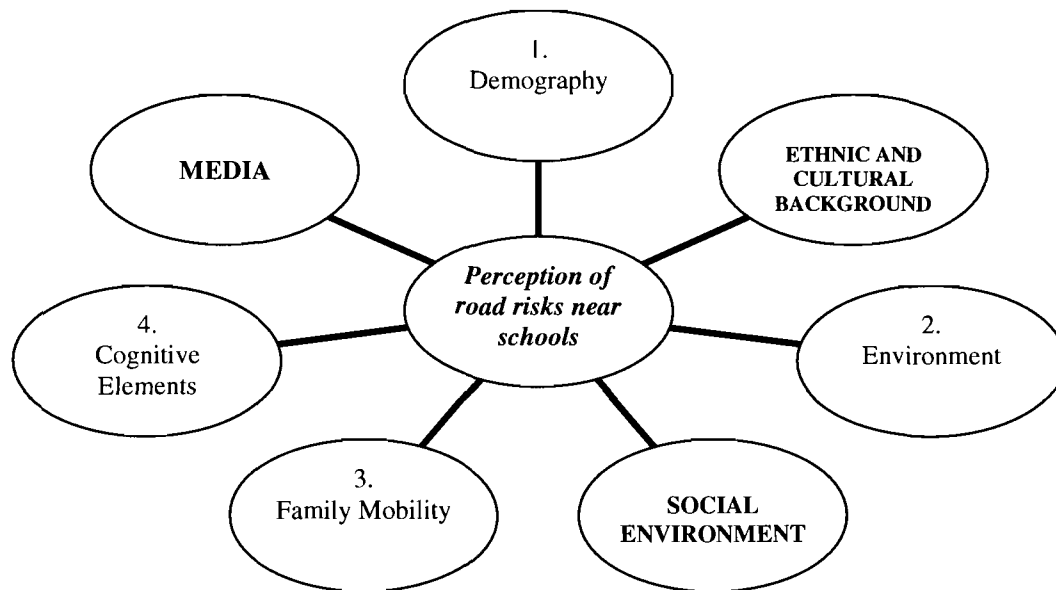 1.
Demography
MEDIA
ETHNIC AND
CULTURAL
BACKGROUND
Perception of
road risks near
schools
4.
Cognitive
Elements
2.
Environment
3.
Family Mobility
SOCIAL
ENVIRONMENT